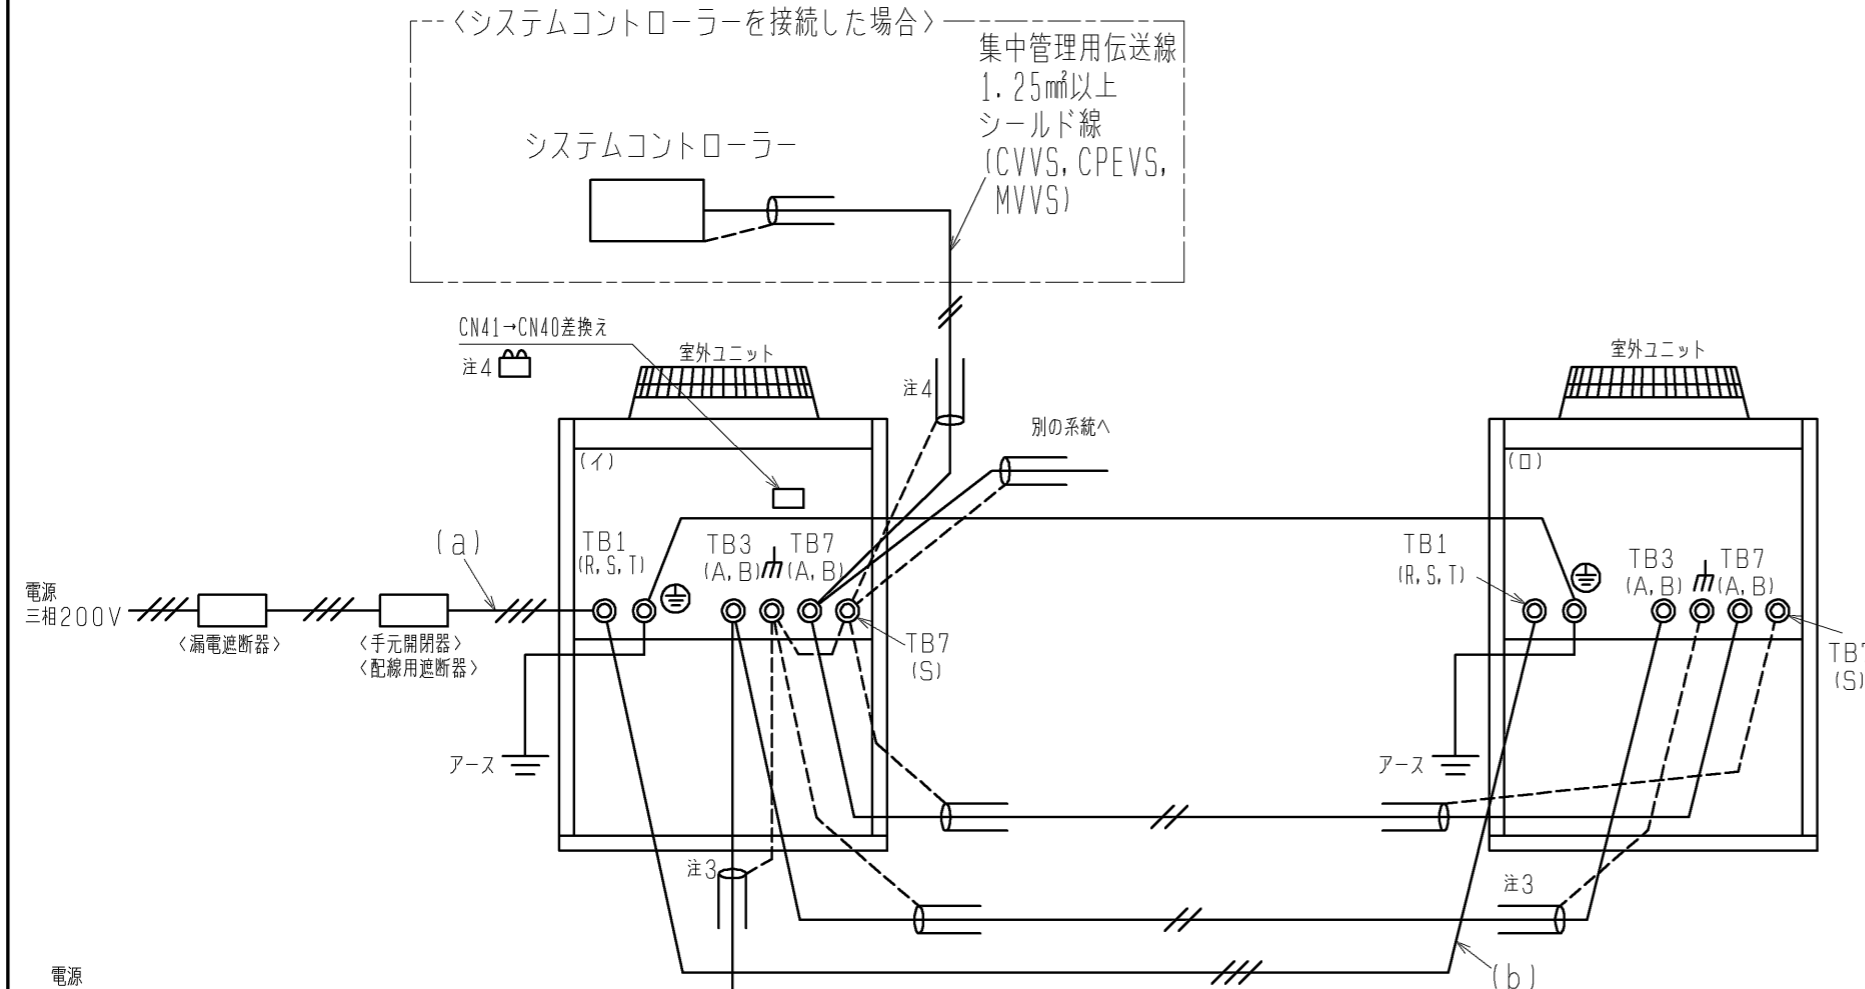 〈システムコントローラーを接続した場合〉
集中管理用伝送線
1.25㎟以上
シールド線
(CVVS,CPEVS,
MVVS)
システムコントローラー
CN41→CN40差換え
注4
室外ユニット
注4
別の系統へ
室外ユニット
(イ)
(ロ)
(a)
TB1
(R,S,T)
TB3
(A,B)
TB7
(A,B)
TB1
(R,S,T)
TB3
(A,B)
TB7
(A,B)
電源
三相200V
〈漏電遮断器〉
〈手元開閉器〉
〈配線用遮断器〉
TB7
(S)
TB7
(S)
アース
アース
注3
注3
(b)
電源